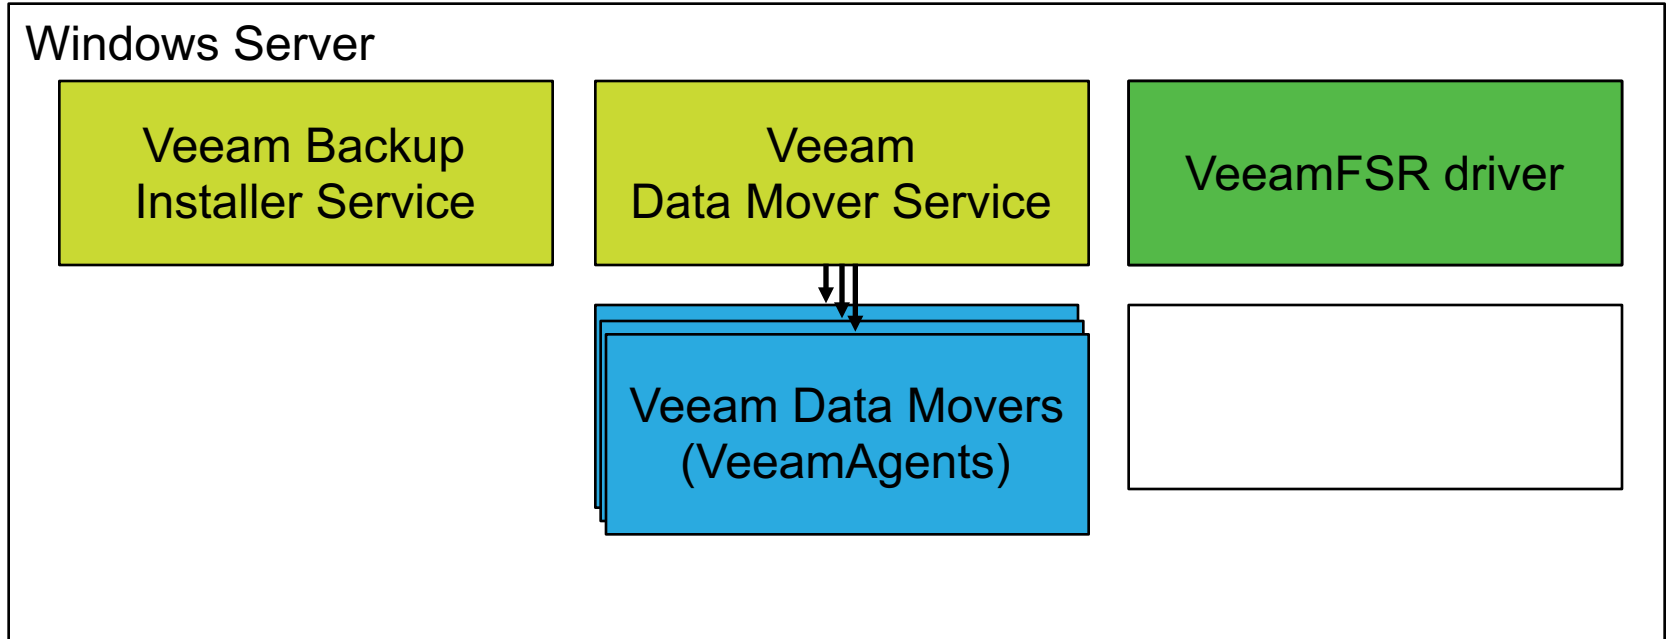 Windows Server
Veeam Backup
Installer Service
Veeam
Data Mover Service
VeeamFSR driver
Veeam Data Movers
(VeeamAgents)